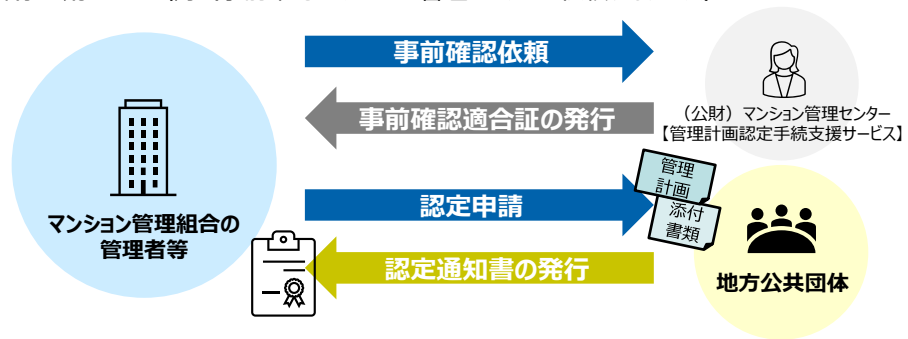 事前確認依頼
事前確認適合証の発行
(公財)マンション管理センター
【管理計画認定手続支援サービス】
管理
計画
添付
書類
認定申請
マンション管理組合の
管理者等
認定通知書の発行
地方公共団体